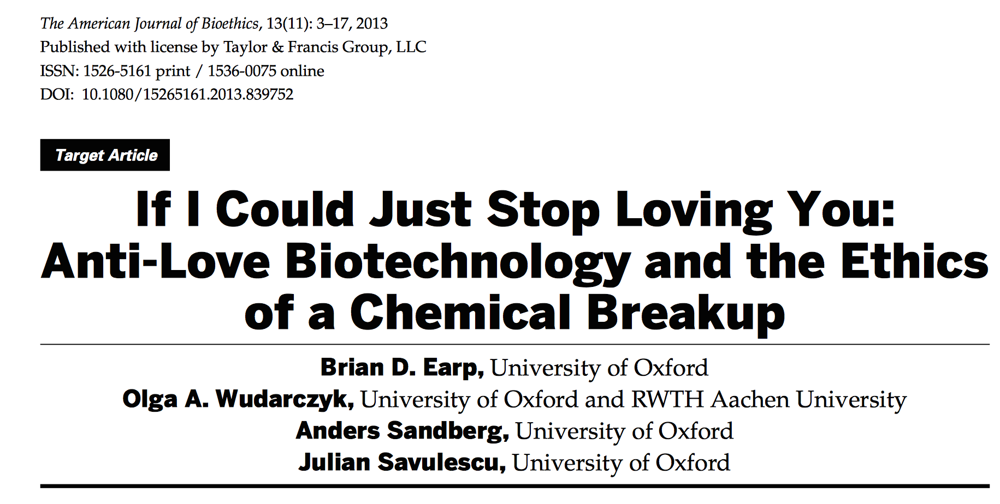 The American Journal of Bioethics, 13(11): 3–17, 2013
Published with license by Taylor & Francis Group, LLC
ISSN: 1526-5161 print / 1536-0075 online
DOI: 10.1080/15265161.2013.839752
Target Article
If I Could Just Stop Loving You:
Anti-Love Biotechnology and the Ethics
of a Chemical Breakup
Brian D. Earp, University of Oxford
Olga A. Wudarczyk, University of Oxford and RWTH Aachen University
Anders Sandberg, University of Oxford
Julian Savulescu, University of Oxford